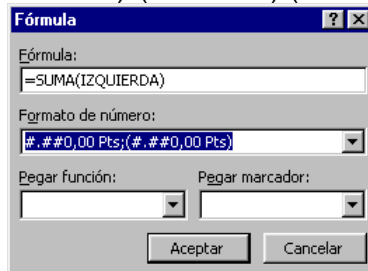 Fórmula
Fórmula:
=SUMA(IZQUIERDA)
Formato de número:
#.##0,00 Pts;(#.##0,00 Pts)
Pegar función: Pegar marcador:
Aceptar Cancelar